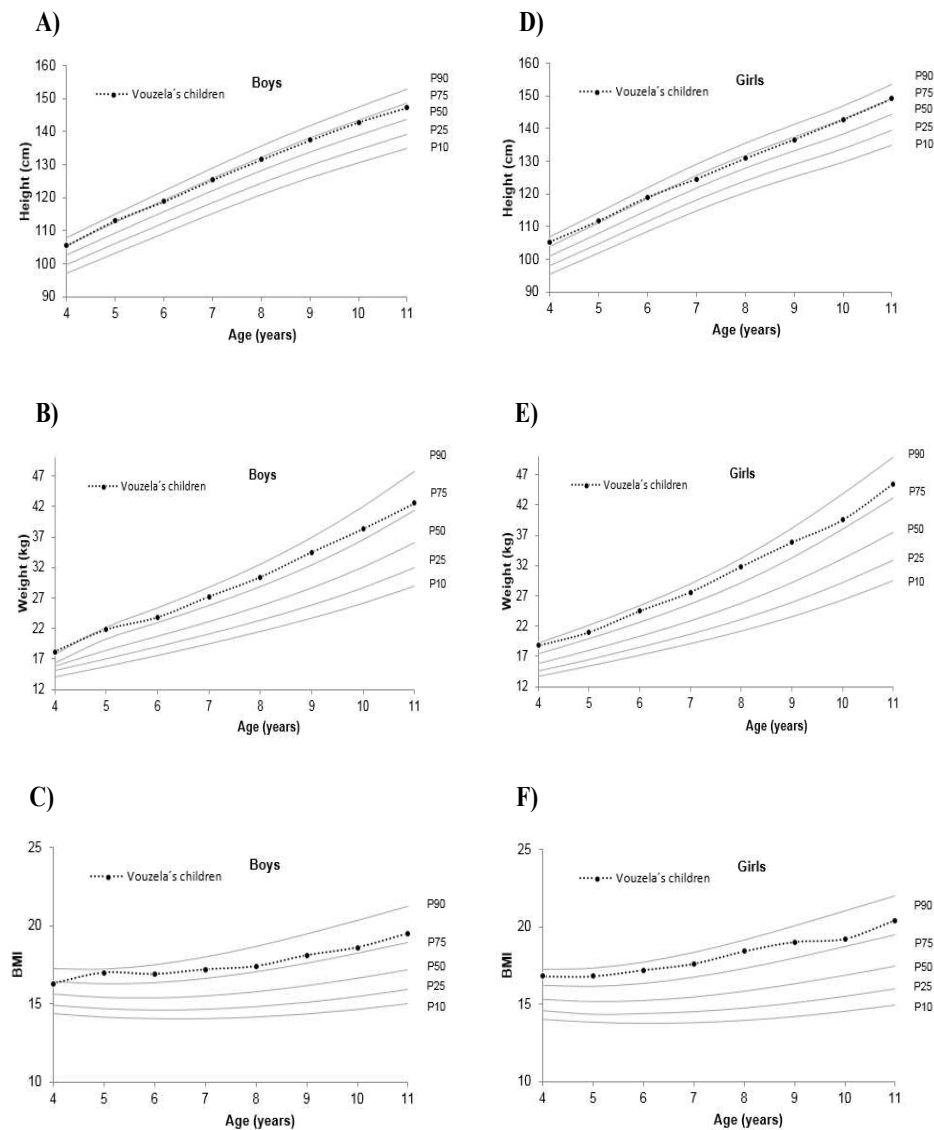 A)
Boys
Vouzela´s children
Height (cm)
160
150
140
130
120
110
100
90
P90
P75
P50
P25
P10
4 5 6 7 8 9 10 11
Age (years)
D)
Girls
Vouzela´s children
Height (cm)
160
150
140
130
120
110
100
90
P90
P75
P50
P25
P10
4 5 6 7 8 9 10 11
Age (years)
B)
Boys
Vouzela´s children
Weight (kg)
47
42
37
32
27
22
17
12
P90
P75
P50
P25
P10
4 5 6 7 8 9 10 11
Age (years)
E)
Girls
Vouzela´s children
Weight (kg)
47
42
37
32
27
22
17
12
P90
P75
P50
P25
P10
4 5 6 7 8 9 10 11
Age (years)
C)
Boys
Vouzela´s children
BMI
25
20
15
10
P90
P75
P50
P25
P10
4 5 6 7 8 9 10 11
Age (years)
F)
Girls
Vouzela´s children
BMI
25
20
15
10
P90
P75
P50
P25
P10
4 5 6 7 8 9 10 11
Age (years)